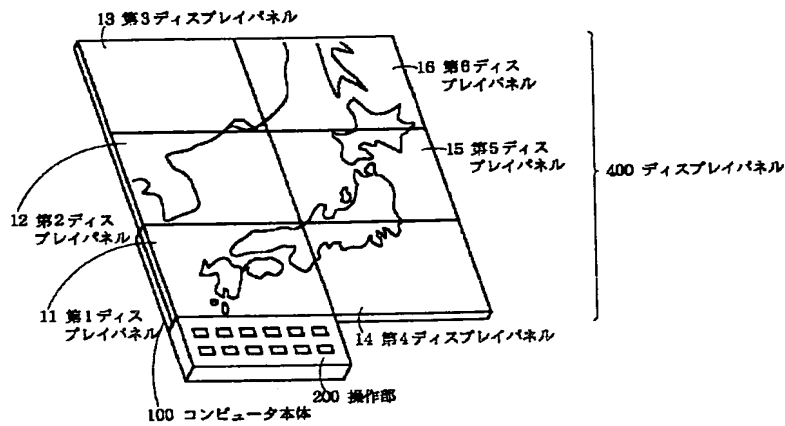 13 第3ディスプレイパネル
16 第6ディス
プレイパネル
15 第5ディス
プレイパネル
400 ディスプレイパネル
12 第2ディス
プレイパネル
11 第1ディス
プレイパネル
14 第4ディスプレイパネル
200 操作部
100 コンピュータ本体